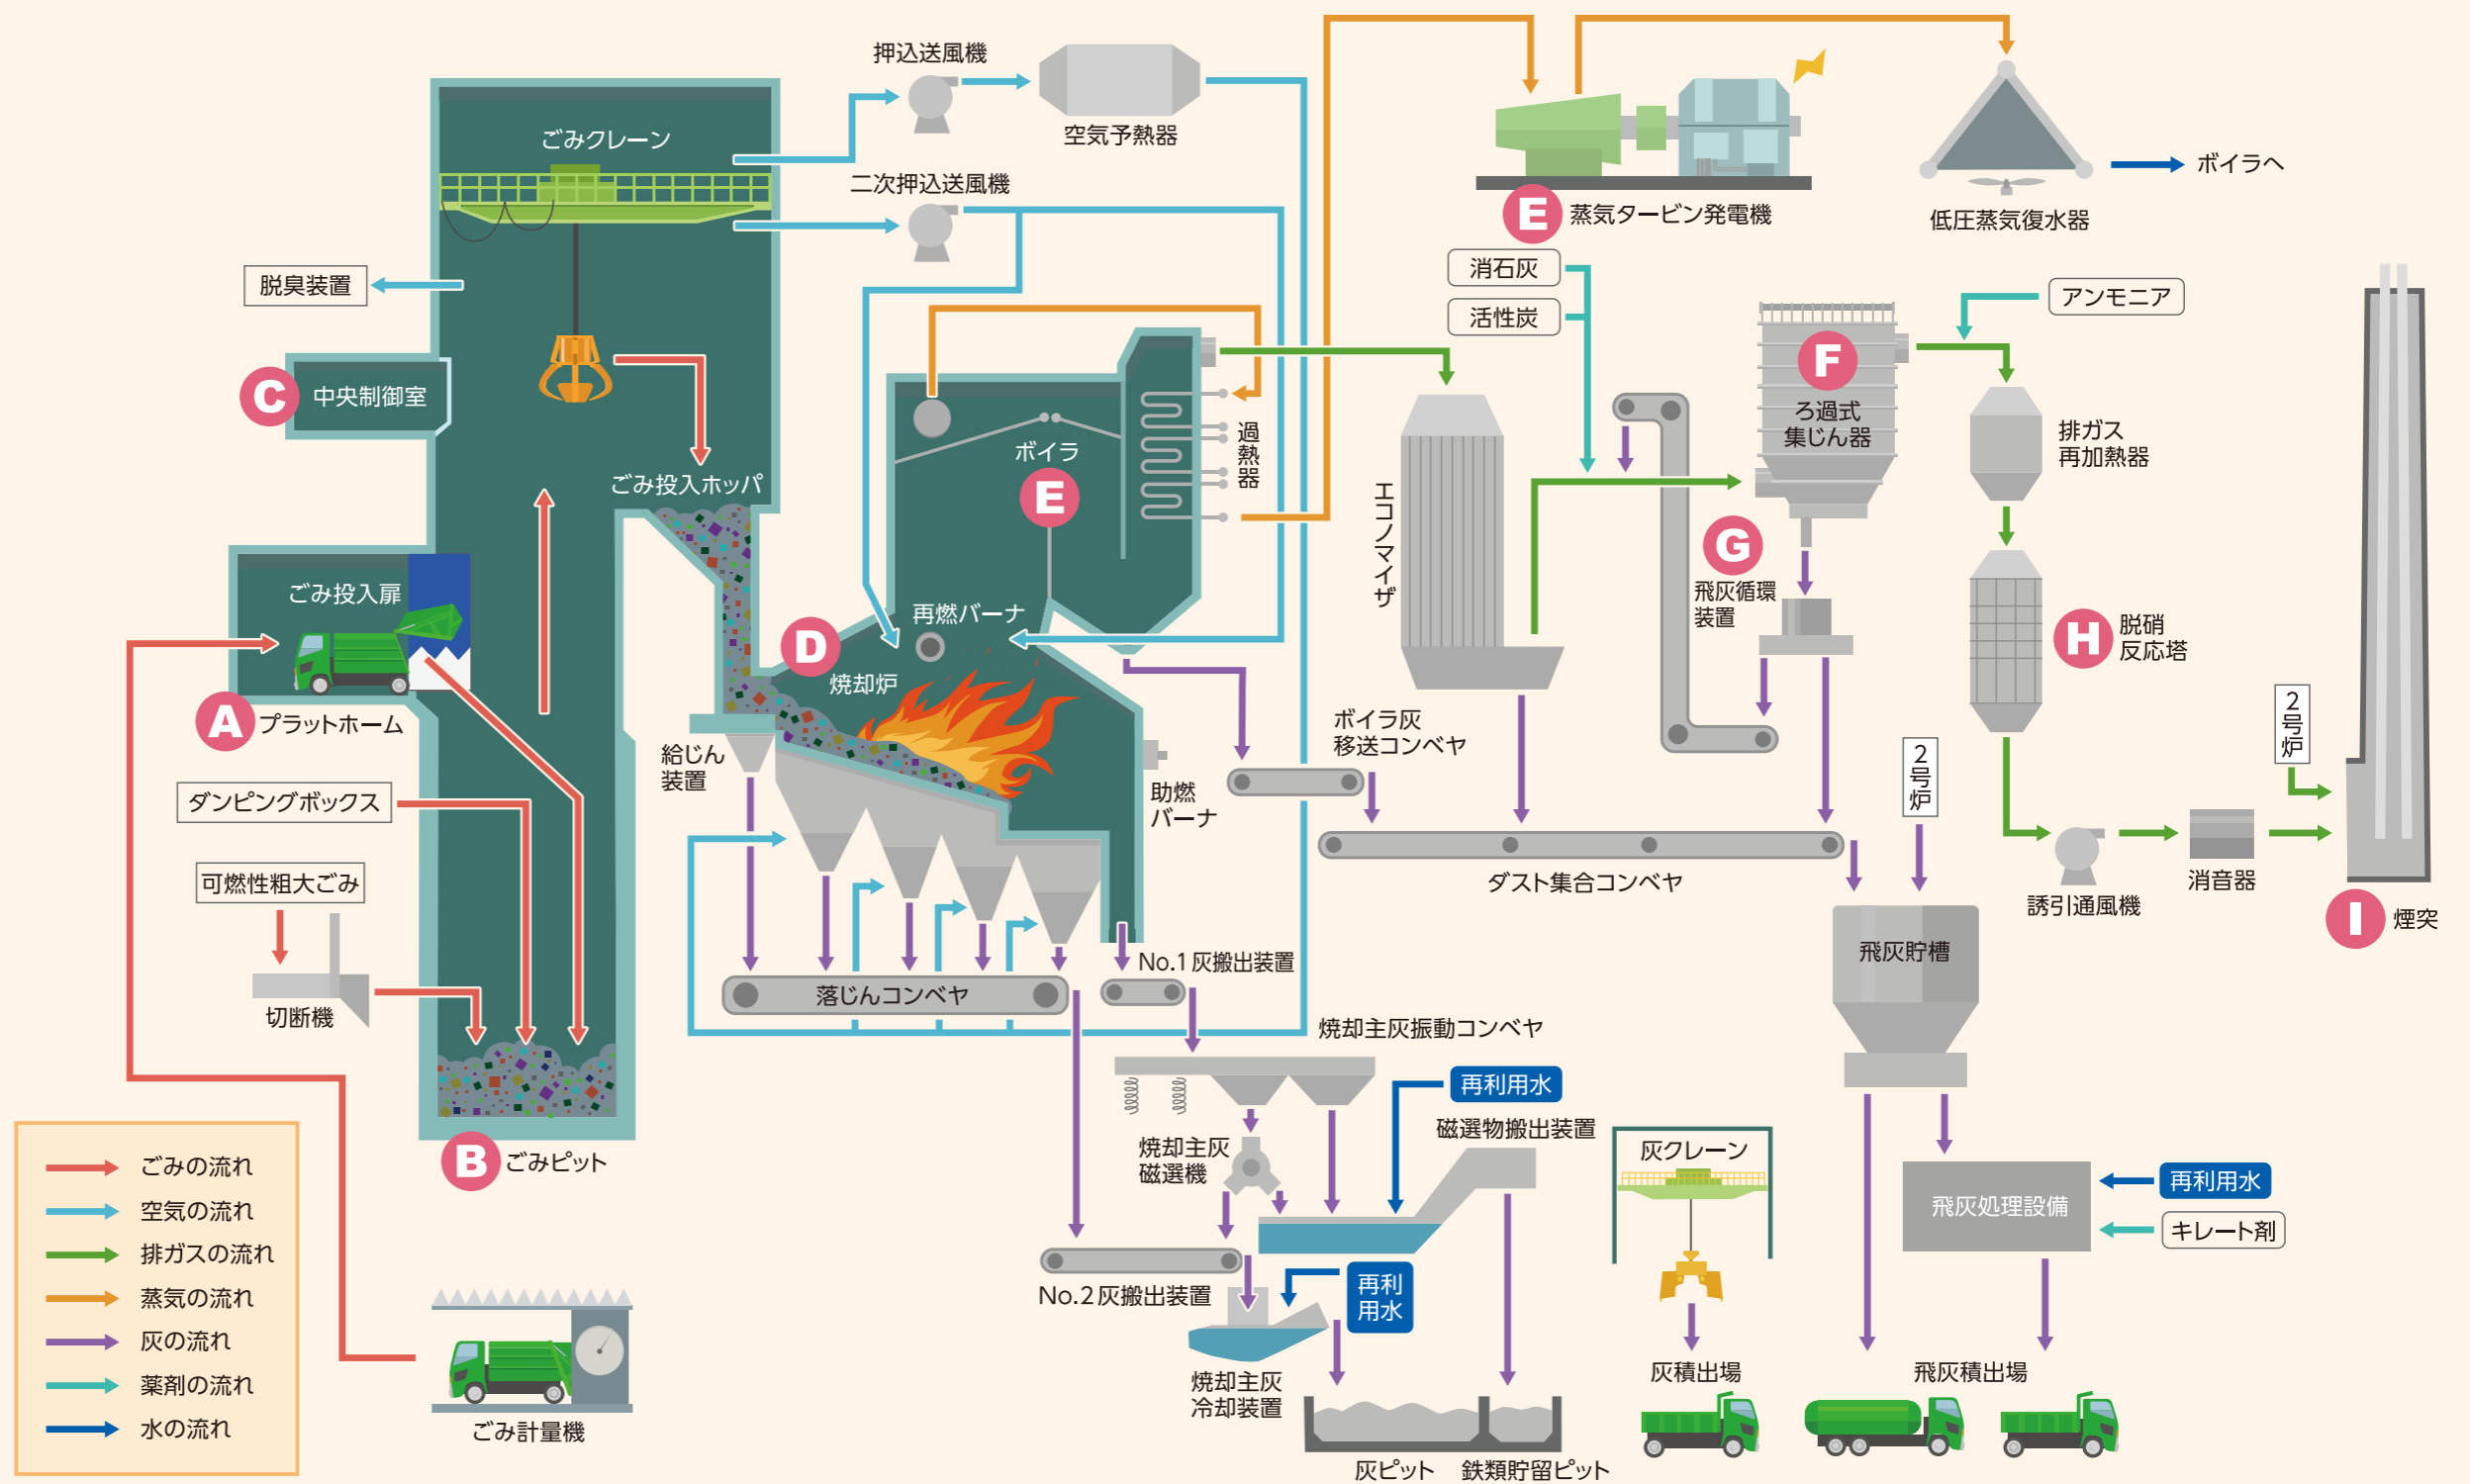 押込送風機
空気予熱器
ごみクレーン
二次押込送風機
脱臭装置
C
中央制御室
ごみ投入ホッパ
ごみ投入扉
A
プラットホーム
ダンピングボックス
可燃性粗大ごみ
切断機
B
ごみピット
ごみ計量機
ごみの流れ
空気の流れ
排ガスの流れ
蒸気の流れ
灰の流れ
薬剤の流れ
水の流れ
ボイラ
E
過熱器
再燃バーナ
D
焼却炉
給じん
装置
助燃
バーナ
落じんコンベヤ
No.1灰搬出装置
焼却主灰振動コンベヤ
焼却主灰
磁選機
再利用水
磁選物搬出装置
No.2灰搬出装置
再利
用水
焼却主灰
冷却装置
灰ピット
鉄類貯留ピット
E
蒸気タービン発電機
低圧蒸気復水器
ボイラへ
消石灰
活性炭
エコノマイザ
ボイラ灰
移送コンベヤ
ダスト集合コンベヤ
F
ろ過式
集じん器
G
飛灰循環
装置
アンモニア
排ガス
再加熱器
H
脱硝
反応塔
2号炉
2号炉
誘引通風機
消音器
I
煙突
飛灰貯槽
灰クレーン
飛灰処理設備
再利用水
キレート剤
灰積出場
飛灰積出場